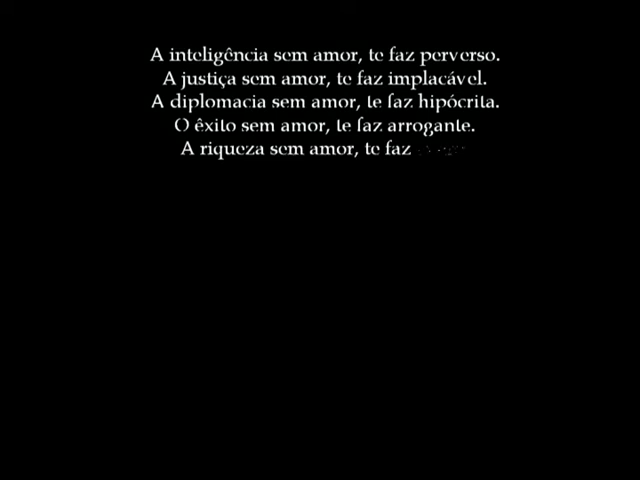 A inteligência sem amor, te faz perverso.
A justiça sem amor, te faz implacável.
A diplomacia sem amor, te faz hipócrita.
O êxito sem amor, te faz arrogante.
A riqueza sem amor, te faz